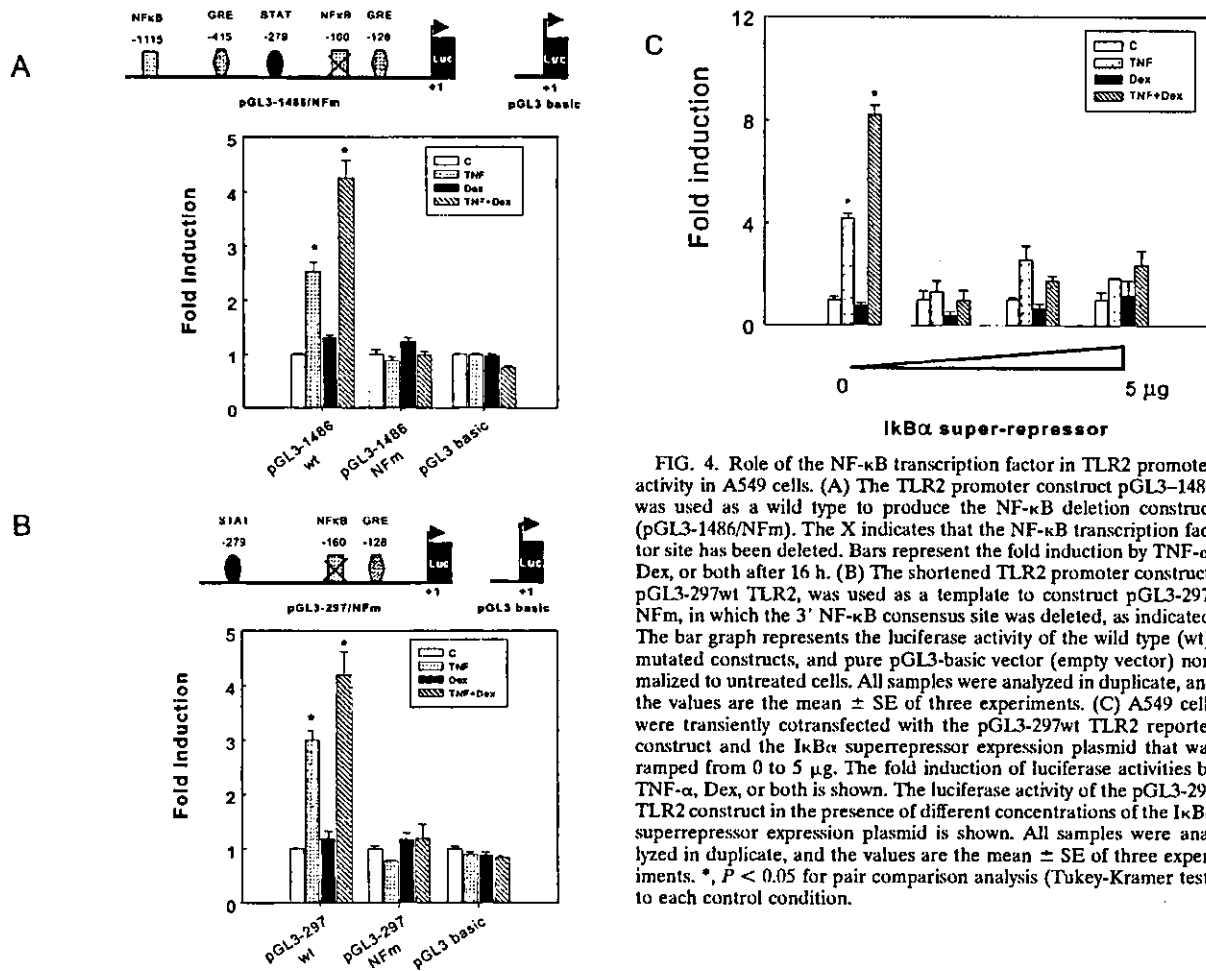 A
NFκB GRE STAT NFκB GRE
-1115 -415 -279 -160 -128
Luc Luc
+1 +1
pGL3-1486/NFm pGL3 basic
Fold Induction
5
4
3
2
1
0
C
TNF
Dex
TNF+Dex
*
*
pGL3-1486 wt
pGL3-1486 NFm
pGL3 basic
B
STAT NFκB GRE
-279 -160 -128
Luc Luc
+1 +1
pGL3-297/NFm pGL3 basic
Fold Induction
5
4
3
2
1
0
C
TNF
Dex
TNF+Dex
*
*
pGL3-297 wt
pGL3-297 NFm
pGL3 basic
C
Fold induction
12
8
4
0
C
TNF
Dex
TNF+Dex
*
*
0 5 μg
IkBα super-repressor
FIG. 4. Role of the NF-κB transcription factor in TLR2 promote
activity in A549 cells. (A) The TLR2 promoter construct pGL3–148
was used as a wild type to produce the NF-κB deletion construc
(pGL3-1486/NFm). The X indicates that the NF-κB transcription fac
tor site has been deleted. Bars represent the fold induction by TNF-α
Dex, or both after 16 h. (B) The shortened TLR2 promoter construct
pGL3-297wt TLR2, was used as a template to construct pGL3-297
NFm, in which the 3′ NF-κB consensus site was deleted, as indicated
The bar graph represents the luciferase activity of the wild type (wt)
mutated constructs, and pure pGL3-basic vector (empty vector) nor
malized to untreated cells. All samples were analyzed in duplicate, and
the values are the mean ± SE of three experiments. (C) A549 cell
were transiently cotransfected with the pGL3-297wt TLR2 reporte
construct and the IκBα superrepressor expression plasmid that wa
ramped from 0 to 5 μg. The fold induction of luciferase activities b
TNF-α, Dex, or both is shown. The luciferase activity of the pGL3-29
TLR2 construct in the presence of different concentrations of the IκB
superrepressor expression plasmid is shown. All samples were ana
lyzed in duplicate, and the values are the mean ± SE of three exper
iments. *, P < 0.05 for pair comparison analysis (Tukey-Kramer test
to each control condition.